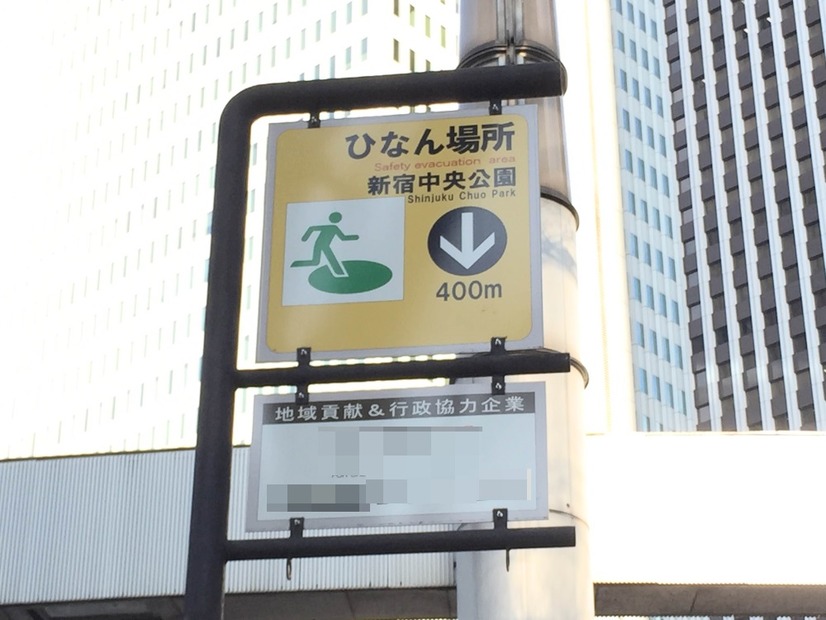 ひなん場所
Safety evacuation area
新宿中央公園
Shinjuku Chuo Park
400m
地域貢献&行政協力企業